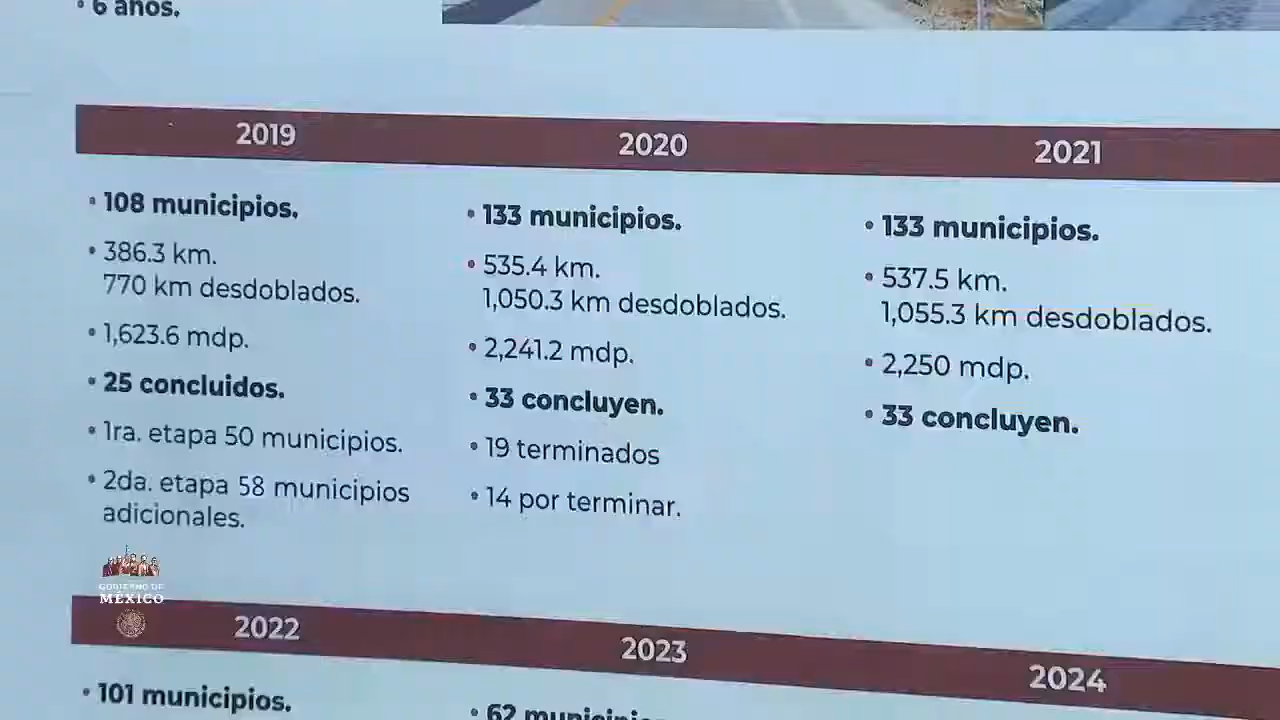 • 6 años.
2019
• 108 municipios.
• 386.3 km.
770 km desdoblados.
• 1,623.6 mdp.
• 25 concluidos.
• 1ra. etapa 50 municipios.
• 2da. etapa 58 municipios
adicionales.
2020
• 133 municipios.
• 535.4 km.
1,050.3 km desdoblados.
• 2,241.2 mdp.
• 33 concluyen.
• 19 terminados
• 14 por terminar.
2021
• 133 municipios.
• 537.5 km.
1,055.3 km desdoblados.
• 2,250 mdp.
• 33 concluyen.
GOBIERNO DE
MÉXICO
2022
• 101 municipios.
2023
• 62 municipios
2024